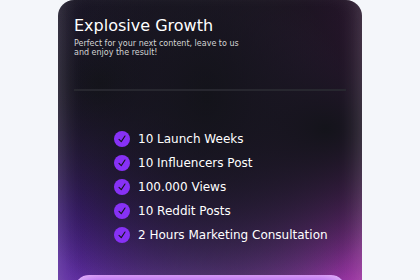 Explosive Growth
Perfect for your next content, leave to us
and enjoy the result!
10 Launch Weeks
10 Influencers Post
100.000 Views
10 Reddit Posts
2 Hours Marketing Consultation